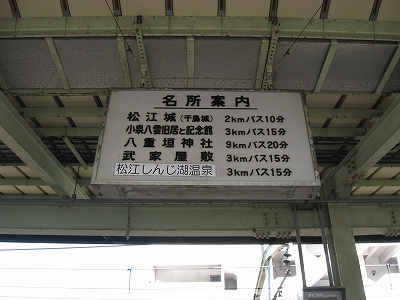 名所案内
松江城(千鳥城) 2kmバス10分
小泉八雲旧居と記念館 3kmバス15分
八重垣神社 9kmバス20分
武家屋敷 3kmバス15分
松江しんじ湖温泉 3kmバス15分